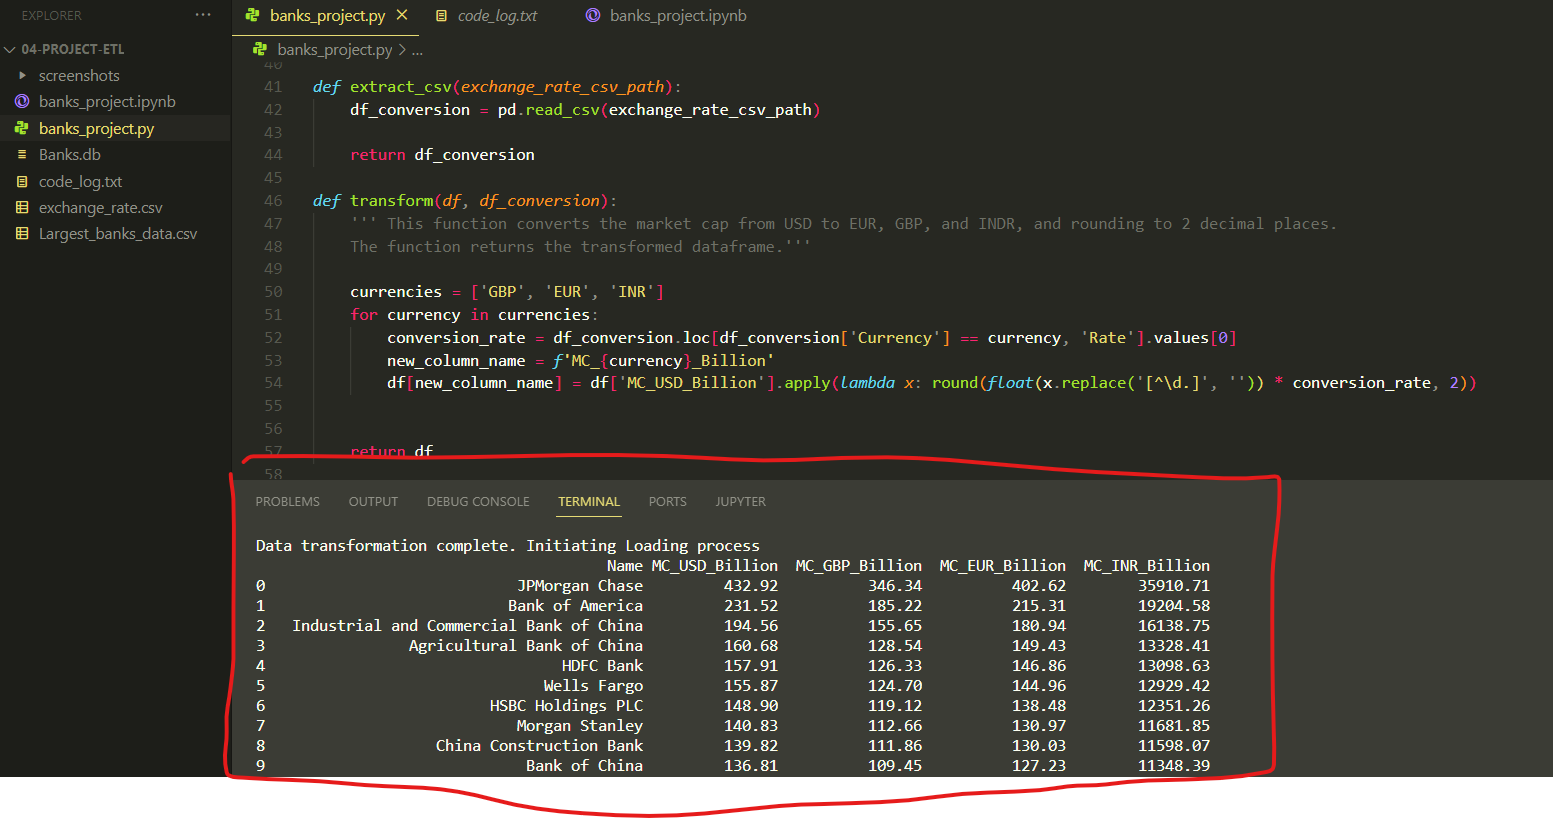 EXPLORER ...
04-PROJECT-ETL
screenshots
banks_project.ipynb
banks_project.py
Banks.db
code_log.txt
exchange_rate.csv
Largest_banks_data.csv
banks_project.py code_log.txt banks_project.ipynb
banks_project.py > ...
40
41 def extract_csv(exchange_rate_csv_path):
42     df_conversion = pd.read_csv(exchange_rate_csv_path)
43
44     return df_conversion
45
46 def transform(df, df_conversion):
47     ''' This function converts the market cap from USD to EUR, GBP, and INDR, and rounding to 2 decimal places.
48     The function returns the transformed dataframe.'''
49
50     currencies = ['GBP', 'EUR', 'INR']
51     for currency in currencies:
52         conversion_rate = df_conversion.loc[df_conversion['Currency'] == currency, 'Rate'].values[0]
53         new_column_name = f'MC_{currency}_Billion'
54         df[new_column_name] = df['MC_USD_Billion'].apply(lambda x: round(float(x.replace('[^\d.]', '')) * conversion_rate, 2))
55
56
57     return df
58
PROBLEMS OUTPUT DEBUG CONSOLE TERMINAL PORTS JUPYTER
Data transformation complete. Initiating Loading process
Name MC_USD_Billion MC_GBP_Billion MC_EUR_Billion MC_INR_Billion
0 JPMorgan Chase 432.92 346.34 402.62 35910.71
1 Bank of America 231.52 185.22 215.31 19204.58
2 Industrial and Commercial Bank of China 194.56 155.65 180.94 16138.75
3 Agricultural Bank of China 160.68 128.54 149.43 13328.41
4 HDFC Bank 157.91 126.33 146.86 13098.63
5 Wells Fargo 155.87 124.70 144.96 12929.42
6 HSBC Holdings PLC 148.90 119.12 138.48 12351.26
7 Morgan Stanley 140.83 112.66 130.97 11681.85
8 China Construction Bank 139.82 111.86 130.03 11598.07
9 Bank of China 136.81 109.45 127.23 11348.39